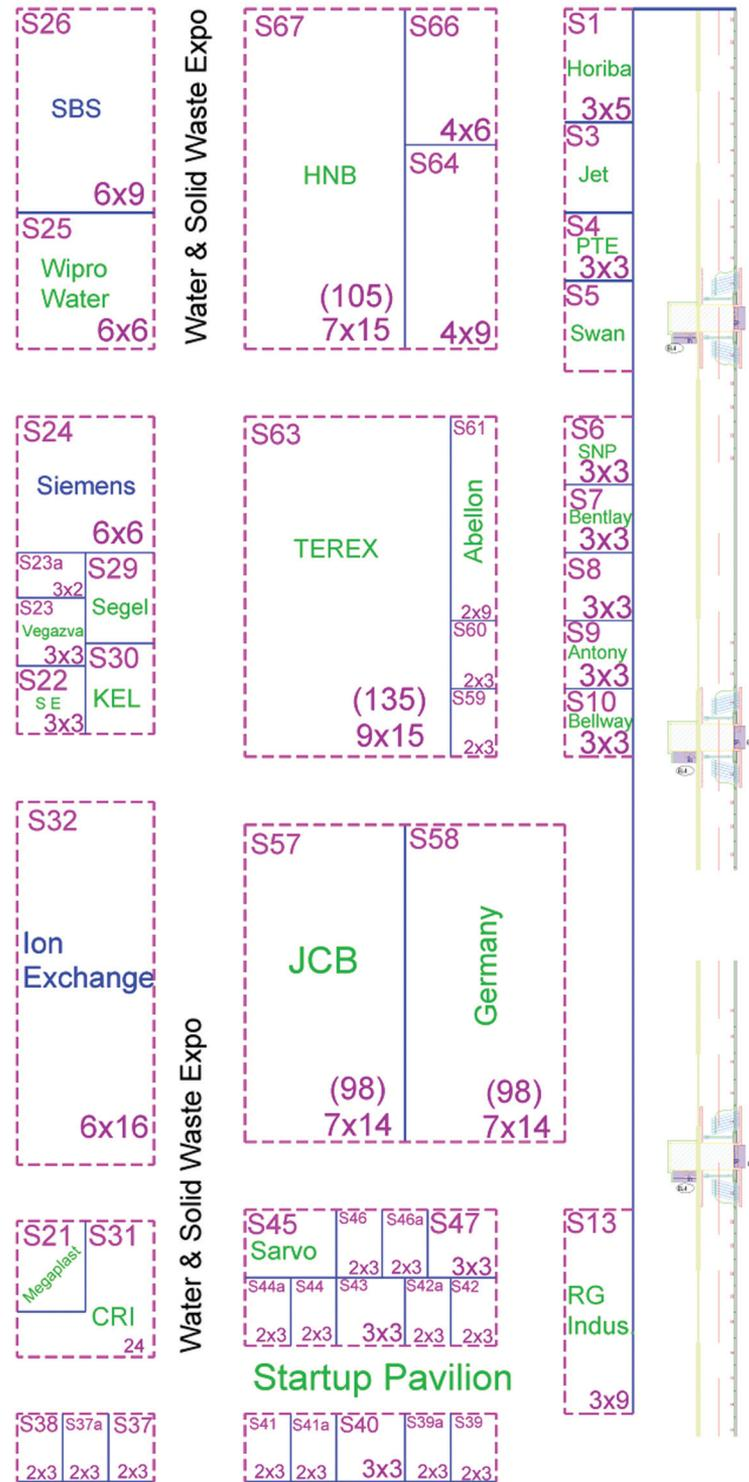 S26
SBS
6x9
S25
Wipro
Water
6x6
Water & Solid Waste Expo
S67
HNB
(105)
7x15
S66
4x6
S64
4x9
S1
Horiba
3x5
S3
Jet
S4
PTE
3x3
S5
Swan
S24
Siemens
6x6
S23a
3x2
S29
Segel
S23
Vegazva
3x3
S30
KEL
S22
S E
3x3
S63
TEREX
(135)
9x15
S61
Abellon
2x9
S60
2x3
S59
2x3
S6
SNP
3x3
S7
Bentlay
3x3
S8
3x3
S9
Antony
3x3
S10
Bellway
3x3
S32
Ion
Exchange
6x16
Water & Solid Waste Expo
S57
JCB
(98)
7x14
S58
Germany
(98)
7x14
S21
Megaplast
S31
CRI
24
S45
Sarvo
S46
2x3
S46a
2x3
S47
3x3
S44a
2x3
S44
2x3
S43
3x3
S42a
2x3
S42
2x3
S13
RG
Indus.
3x9
Startup Pavilion
S38
2x3
S37a
2x3
S37
2x3
S41
2x3
S41a
2x3
S40
3x3
S39a
2x3
S39
2x3